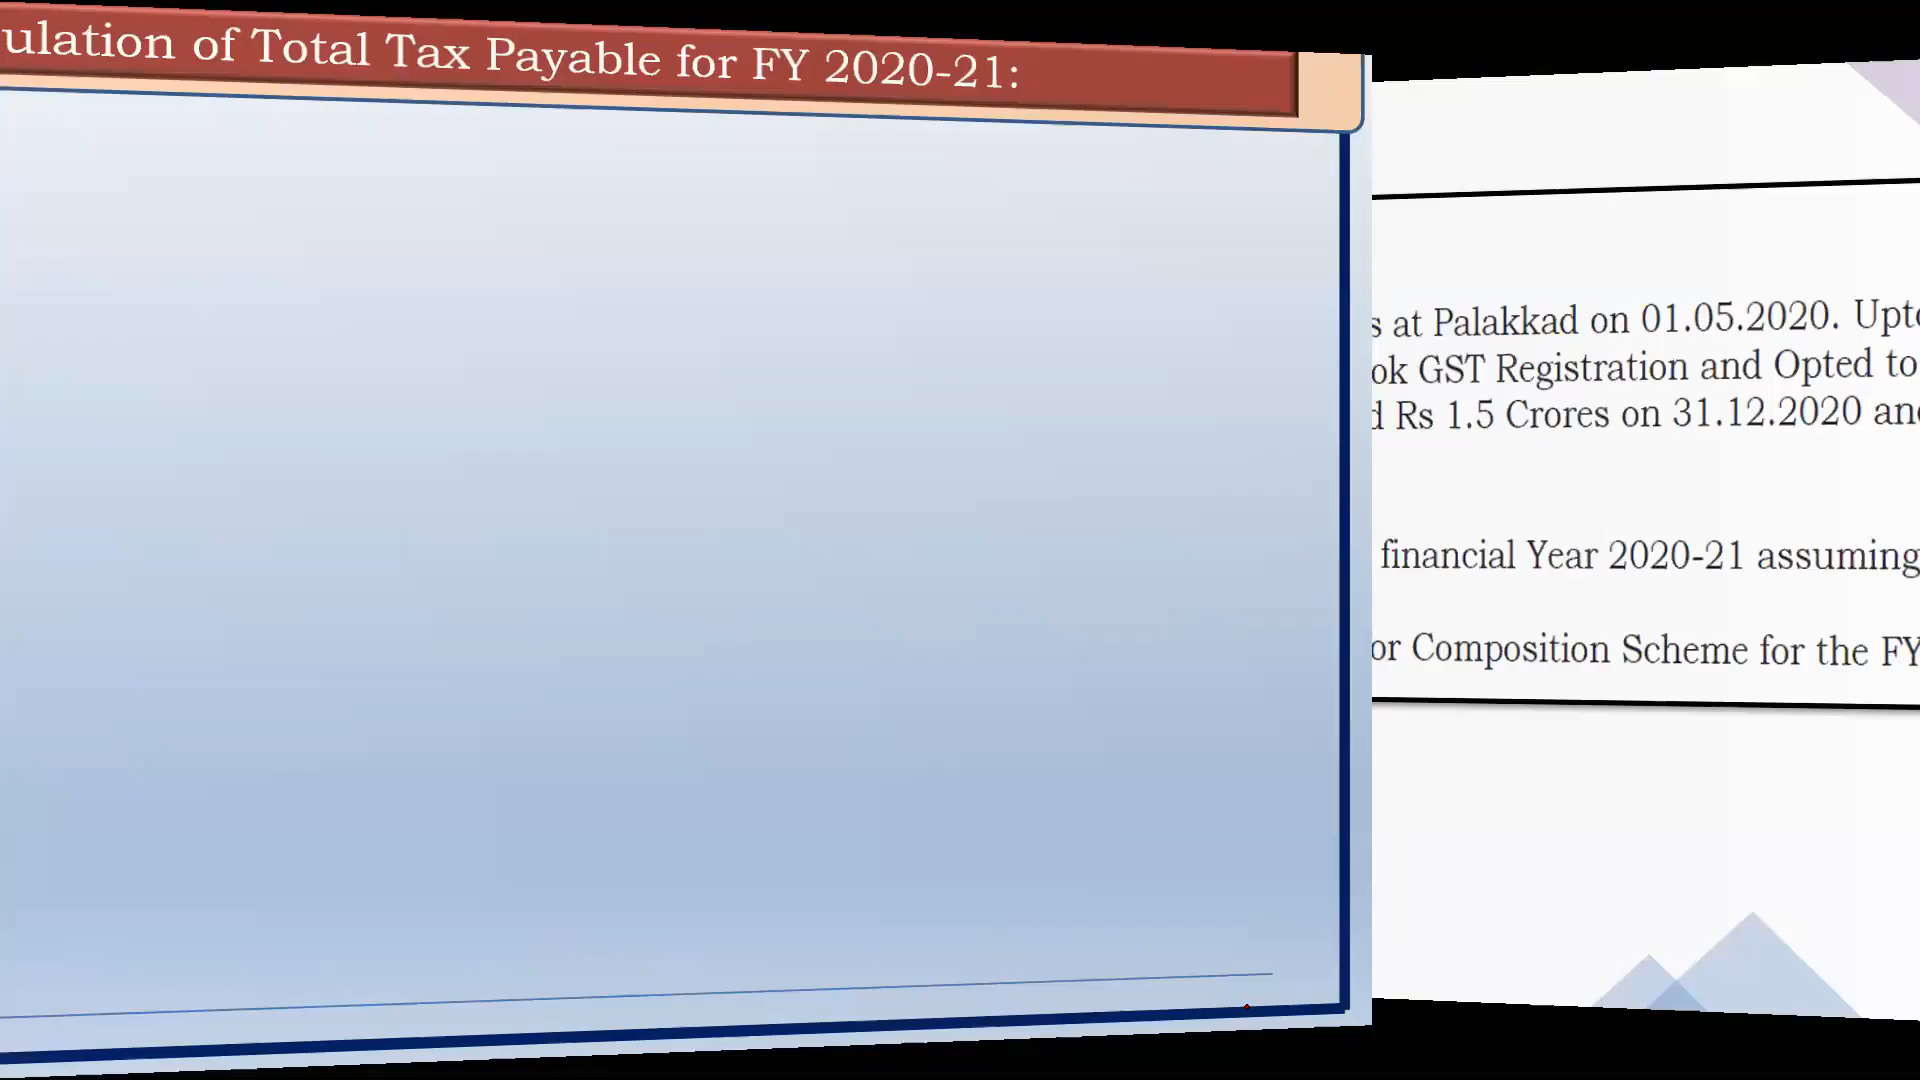 ulation of Total Tax Payable for FY 2020-21:
s at Palakkad on 01.05.2020. Upto
ok GST Registration and Opted to
d Rs 1.5 Crores on 31.12.2020 and
financial Year 2020-21 assuming
or Composition Scheme for the FY